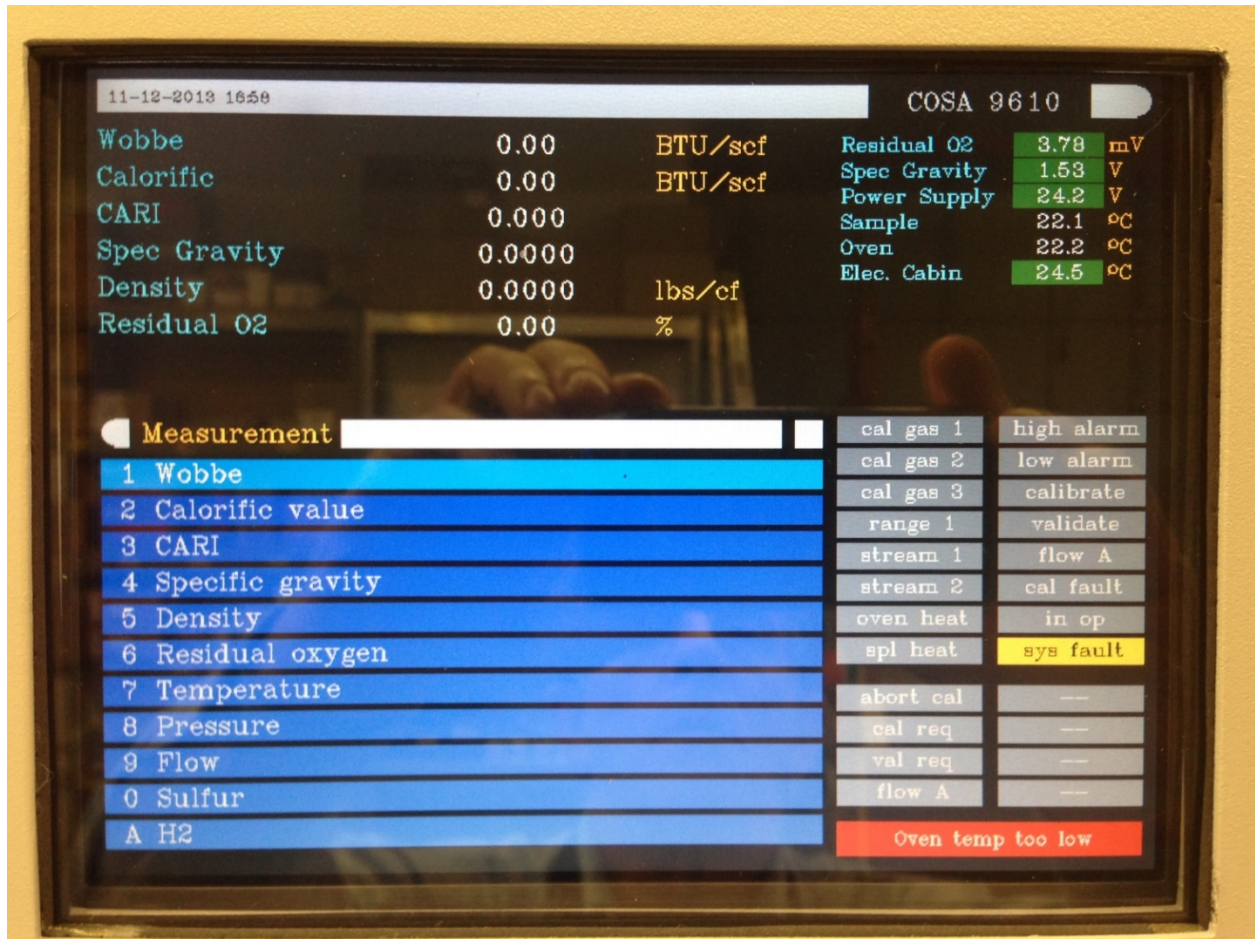 11-12-2013 16:58
COSA 9610
Wobbe 0.00 BTU/scf
Calorific 0.00 BTU/scf
CARI 0.000
Spec Gravity 0.0000
Density 0.0000 lbs/cf
Residual O2 0.00 %
Residual O2 3.78 mV
Spec Gravity 1.53 V
Power Supply 24.2 V
Sample 22.1 ºC
Oven 22.2 ºC
Elec. Cabin 24.5 ºC
Measurement
1 Wobbe
2 Calorific value
3 CARI
4 Specific gravity
5 Density
6 Residual oxygen
7 Temperature
8 Pressure
9 Flow
0 Sulfur
A H2
cal gas 1 high alarm
cal gas 2 low alarm
cal gas 3 calibrate
range 1 validate
stream 1 flow A
stream 2 cal fault
oven heat in op
spl heat sys fault
abort cal --
cal req --
val req --
flow A --
Oven temp too low